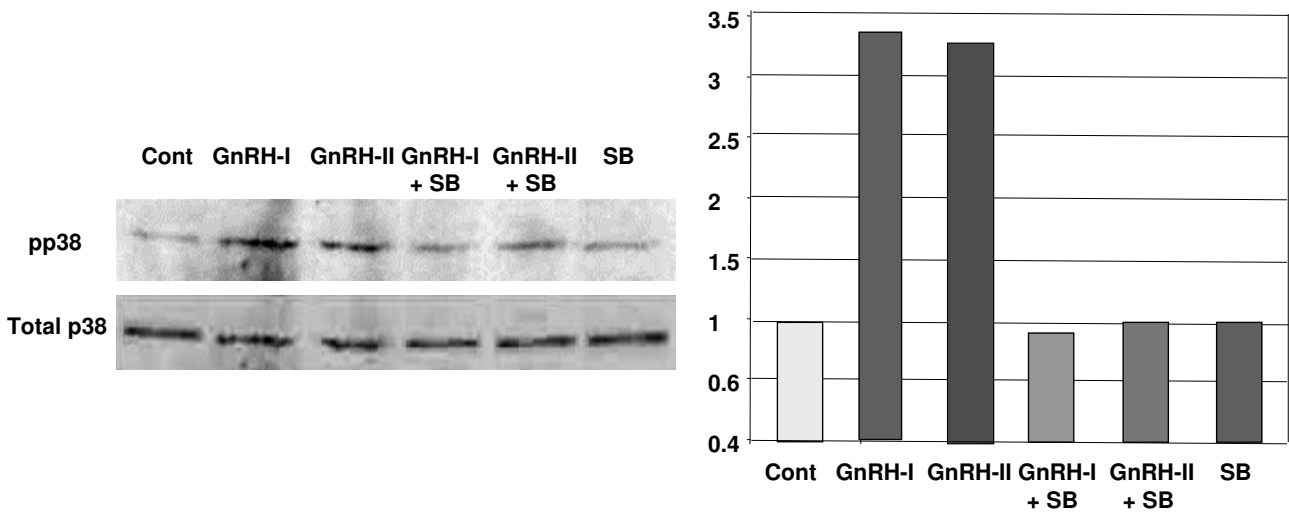 Cont GnRH-I GnRH-II GnRH-I + SB GnRH-II + SB SB
pp38
Total p38
3.5
3
2.5
2
1.5
1
0.6
0.4
Cont GnRH-I GnRH-II GnRH-I + SB GnRH-II + SB SB